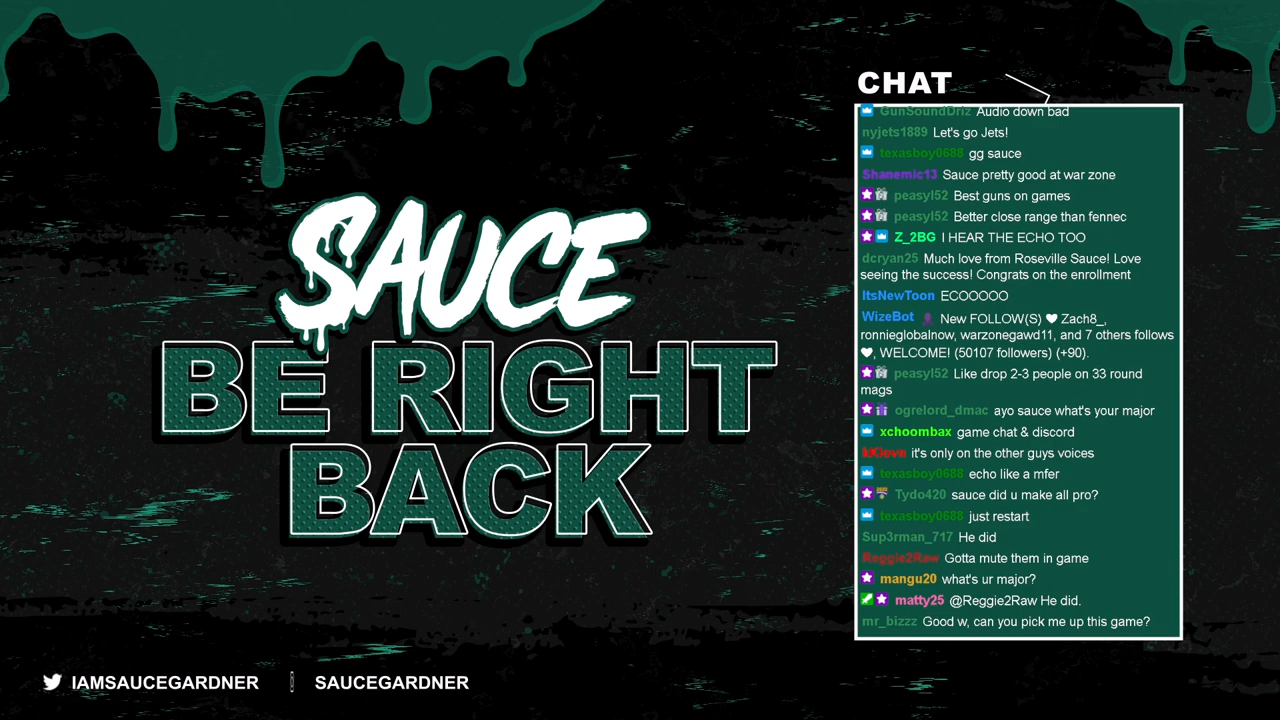 SAUCE
BE RIGHT
BACK
CHAT
GunSoundDriz Audio down bad
nyjets1889 Let's go Jets!
texasboy0688 gg sauce
Shanemic13 Sauce pretty good at war zone
peasyl52 Best guns on games
peasyl52 Better close range than fennec
Z_2BG I HEAR THE ECHO TOO
dcryan25 Much love from Roseville Sauce! Love
seeing the success! Congrats on the enrollment
ItsNewToon ECOOOOO
WizeBot 👤 New FOLLOW(S) ♥ Zach8_,
ronnieglobalnow, warzonegawd11, and 7 others follows
♥, WELCOME! (50107 followers) (+90).
peasyl52 Like drop 2-3 people on 33 round
mags
ogrelord_dmac ayo sauce what's your major
xchoombax game chat & discord
it's only on the other guys voices
texasboy0688 echo like a mfer
Tydo420 sauce did u make all pro?
texasboy0688 just restart
Sup3rman_717 He did
Reggie2Raw Gotta mute them in game
mangu20 what's ur major?
matty25 @Reggie2Raw He did.
mr_bizzz Good w, can you pick me up this game?
IAMSAUCEGARDNER
SAUCEGARDNER